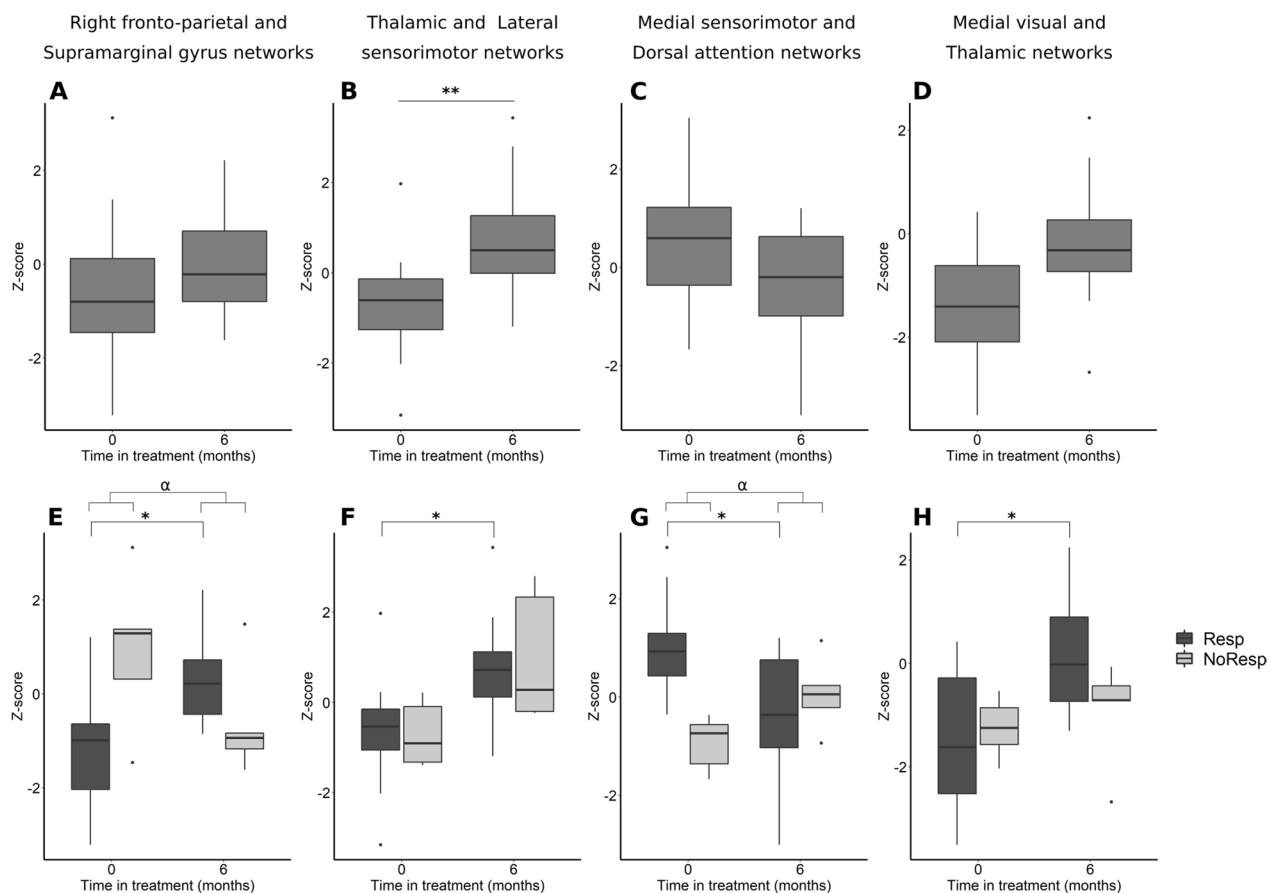 Right fronto-parietal and
Supramarginal gyrus networks
Thalamic and Lateral
sensorimotor networks
Medial sensorimotor and
Dorsal attention networks
Medial visual and
Thalamic networks
A
Z-score
2
0
-2
0
6
Time in treatment (months)
B
**
Z-score
2
0
-2
0
6
Time in treatment (months)
C
Z-score
2
0
-2
0
6
Time in treatment (months)
D
Z-score
2
0
-2
0
6
Time in treatment (months)
E
α
*
Z-score
2
0
-2
0
6
Time in treatment (months)
F
*
Z-score
2
0
-2
0
6
Time in treatment (months)
G
α
*
Z-score
2
0
-2
0
6
Time in treatment (months)
H
*
Z-score
2
0
-2
0
6
Time in treatment (months)
Resp
NoResp